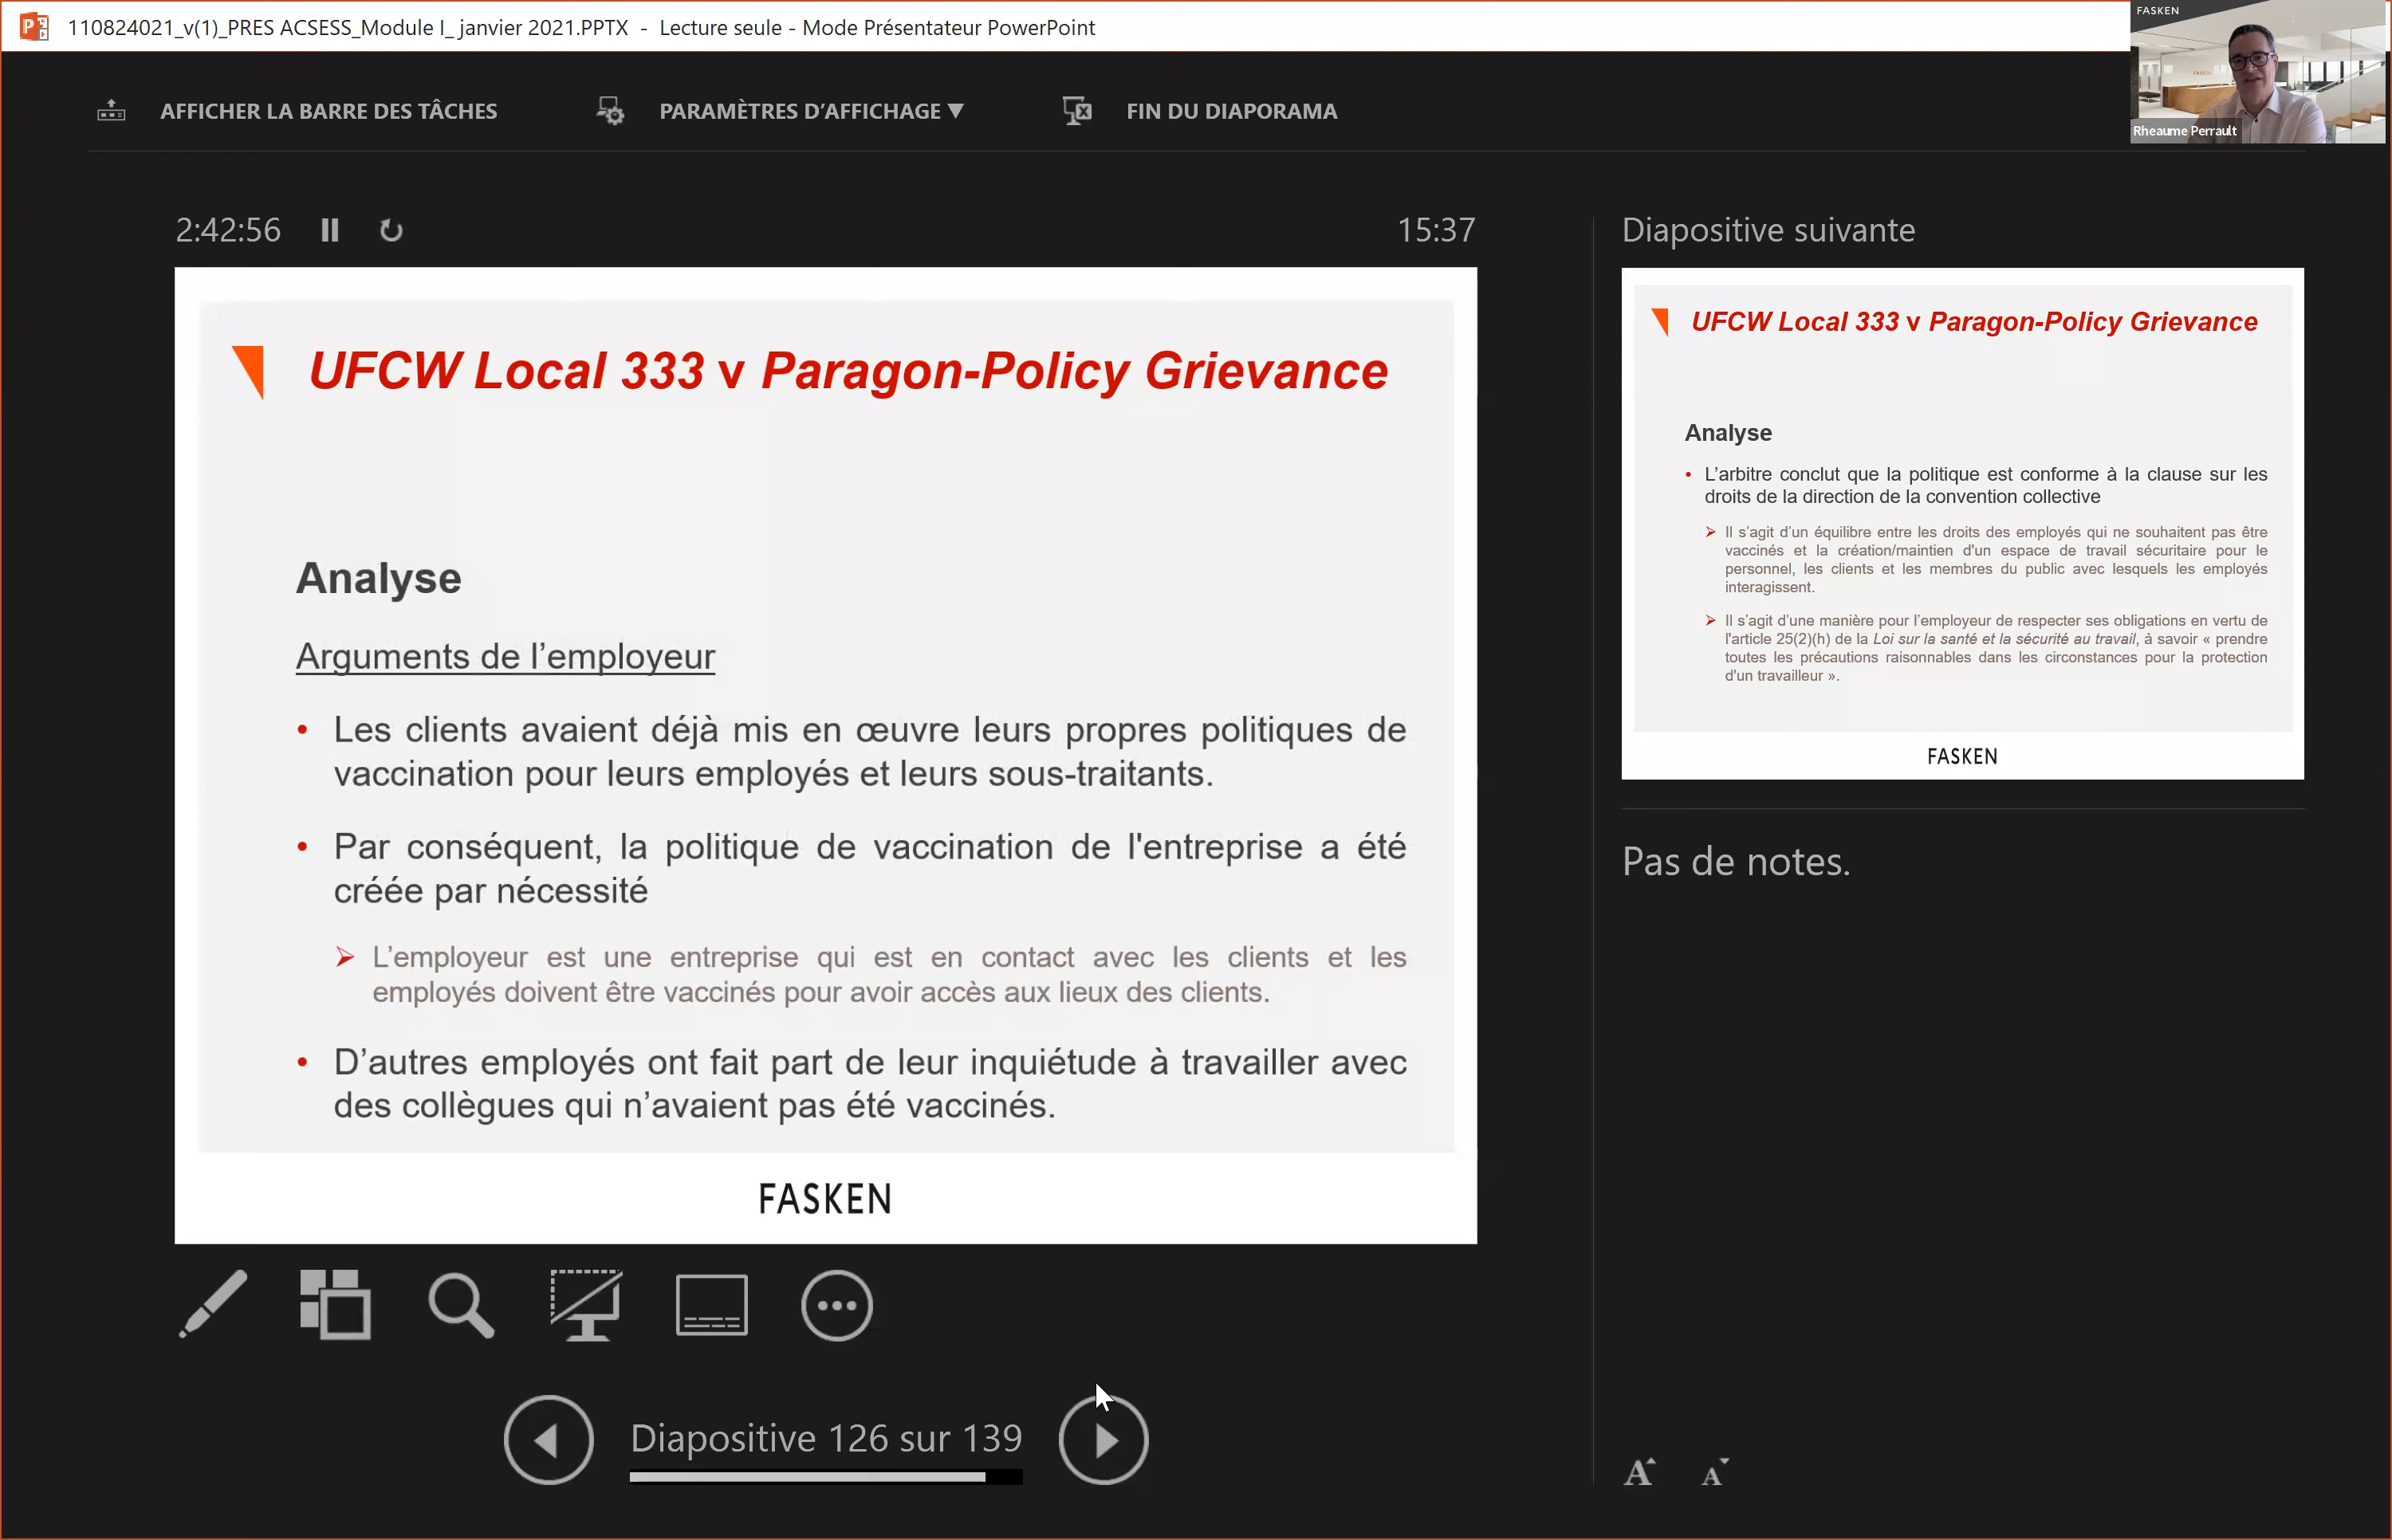 110824021_v(1)_PRES ACSESS_Module I_ janvier 2021.PPTX - Lecture seule - Mode Présentateur PowerPoint
FASKEN
Rheaume Perrault
AFFICHER LA BARRE DES TÂCHES
PARAMÈTRES D'AFFICHAGE ▼
FIN DU DIAPORAMA
2:42:56
15:37
UFCW Local 333 v Paragon-Policy Grievance
Analyse
Arguments de l’employeur
• Les clients avaient déjà mis en œuvre leurs propres politiques de
vaccination pour leurs employés et leurs sous-traitants.
• Par conséquent, la politique de vaccination de l'entreprise a été
créée par nécessité
➢ L’employeur est une entreprise qui est en contact avec les clients et les
employés doivent être vaccinés pour avoir accès aux lieux des clients.
• D’autres employés ont fait part de leur inquiétude à travailler avec
des collègues qui n’avaient pas été vaccinés.
FASKEN
Diapositive 126 sur 139
Diapositive suivante
UFCW Local 333 v Paragon-Policy Grievance
Analyse
• L’arbitre conclut que la politique est conforme à la clause sur les
droits de la direction de la convention collective
➢ Il s’agit d’un équilibre entre les droits des employés qui ne souhaitent pas être
vaccinés et la création/maintien d'un espace de travail sécuritaire pour le
personnel, les clients et les membres du public avec lesquels les employés
interagissent.
➢ Il s’agit d’une manière pour l’employeur de respecter ses obligations en vertu de
l'article 25(2)(h) de la Loi sur la santé et la sécurité au travail, à savoir « prendre
toutes les précautions raisonnables dans les circonstances pour la protection
d'un travailleur ».
FASKEN
Pas de notes.
A A